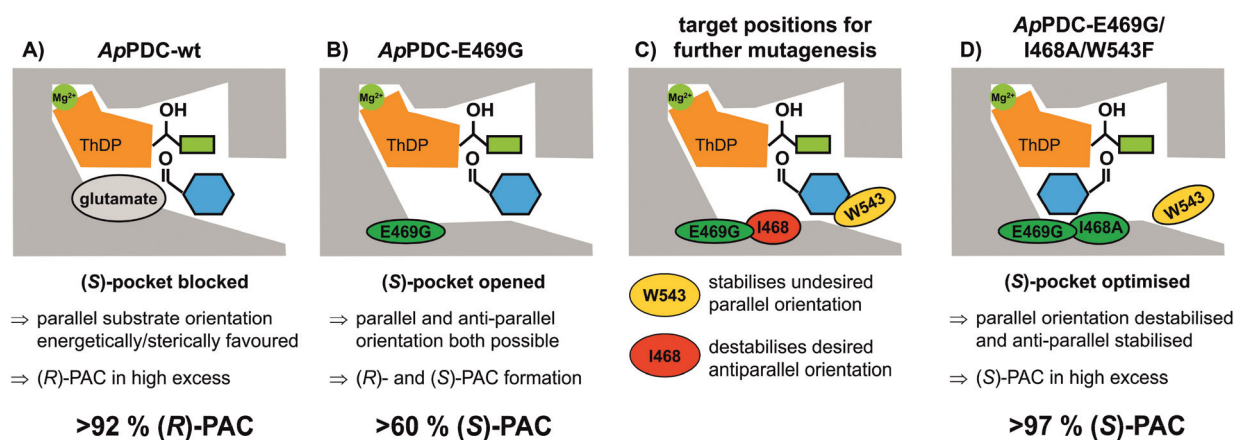 A) ApPDC-wt
Mg2+
ThDP
OH
O
glutamate
(S)-pocket blocked
⇒ parallel substrate orientation
energetically/sterically favoured
⇒ (R)-PAC in high excess
>92 % (R)-PAC
B) ApPDC-E469G
Mg2+
ThDP
OH
O
E469G
(S)-pocket opened
⇒ parallel and anti-parallel
orientation both possible
⇒ (R)- and (S)-PAC formation
>60 % (S)-PAC
C) target positions for
further mutagenesis
Mg2+
ThDP
OH
O
E469G
I468
W543
W543 stabilises undesired
parallel orientation
I468 destabilises desired
antiparallel orientation
D) ApPDC-E469G/
I468A/W543F
Mg2+
ThDP
OH
O
E469G
I468A
W543
(S)-pocket optimised
⇒ parallel orientation destabilised
and anti-parallel stabilised
⇒ (S)-PAC in high excess
>97 % (S)-PAC